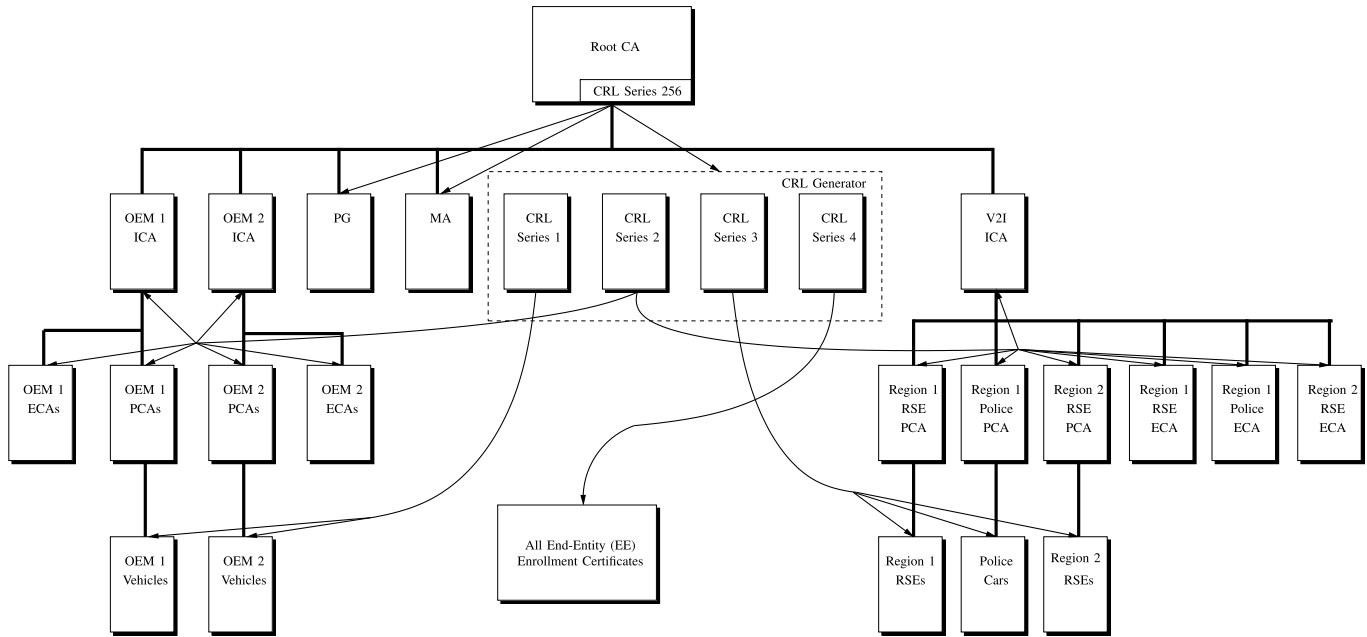 Root CA
CRL Series 256
CRL Generator
OEM 1
ICA
OEM 2
ICA
PG
MA
CRL
Series 1
CRL
Series 2
CRL
Series 3
CRL
Series 4
V2I
ICA
OEM 1
ECAs
OEM 1
PCAs
OEM 2
PCAs
OEM 2
ECAs
Region 1
RSE
PCA
Region 1
Police
PCA
Region 2
RSE
PCA
Region 1
RSE
ECA
Region 1
Police
ECA
Region 2
RSE
ECA
OEM 1
Vehicles
OEM 2
Vehicles
All End-Entity (EE)
Enrollment Certificates
Region 1
RSEs
Police
Cars
Region 2
RSEs